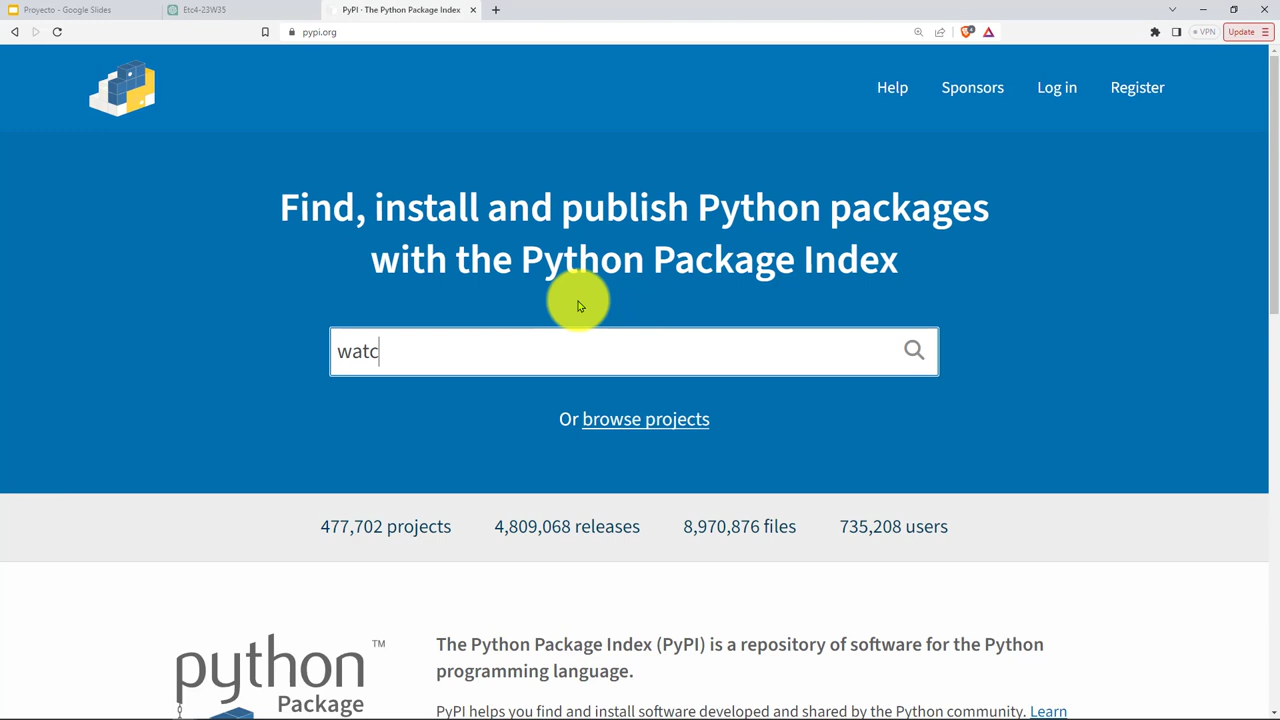 Proyecto - Google Slides
Etc4-23W35
PyPI · The Python Package Index
pypi.org
VPN
Update
Help
Sponsors
Log in
Register
Find, install and publish Python packages
with the Python Package Index
watc
Or browse projects
477,702 projects
4,809,068 releases
8,970,876 files
735,208 users
python
TM
Package
The Python Package Index (PyPI) is a repository of software for the Python
programming language.
PyPI helps you find and install software developed and shared by the Python community. Learn